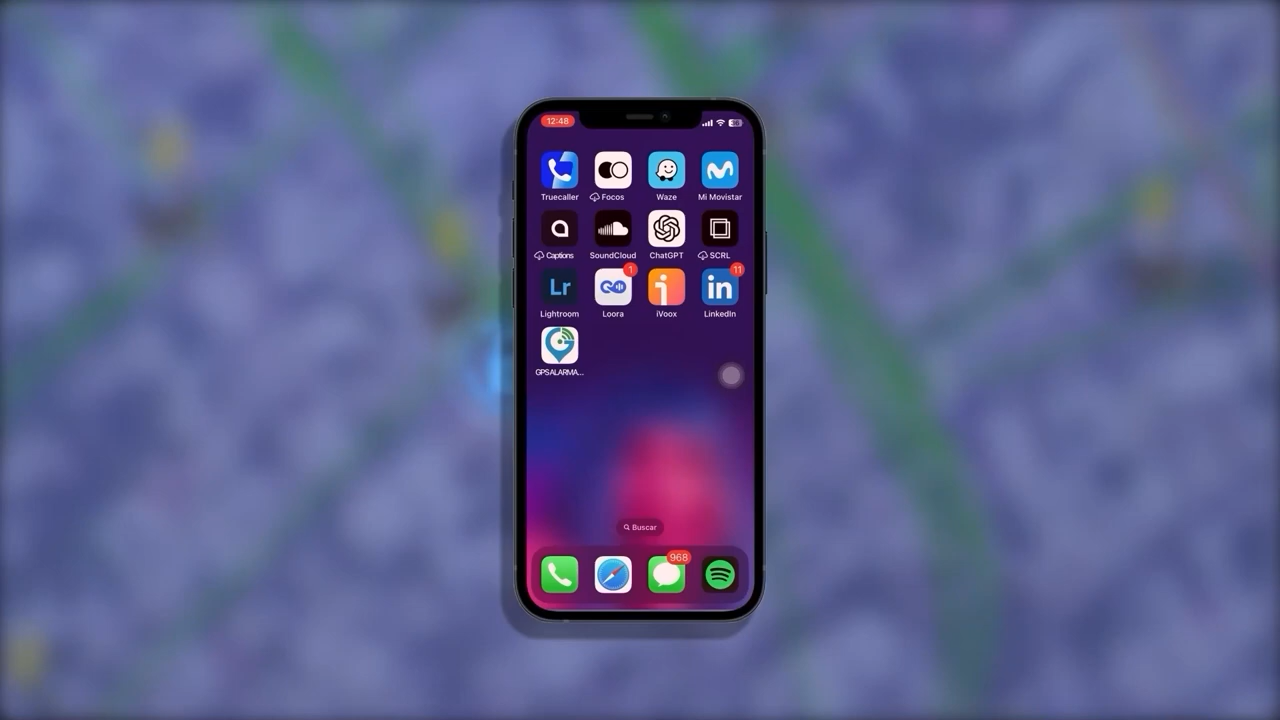 12:48
36
Truecaller
Focos
Waze
Mi Movistar
Captions
SoundCloud
ChatGPT
SCRL
1
11
Lr
in
Lightroom
Loora
iVoox
LinkedIn
GPSALARMA...
Buscar
968